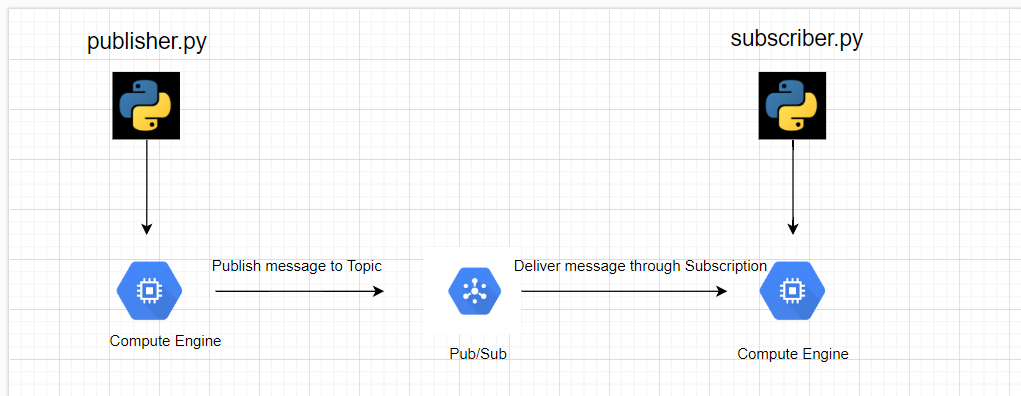 publisher.py
subscriber.py
Publish message to Topic
Deliver message through Subscription
Compute Engine
Pub/Sub
Compute Engine